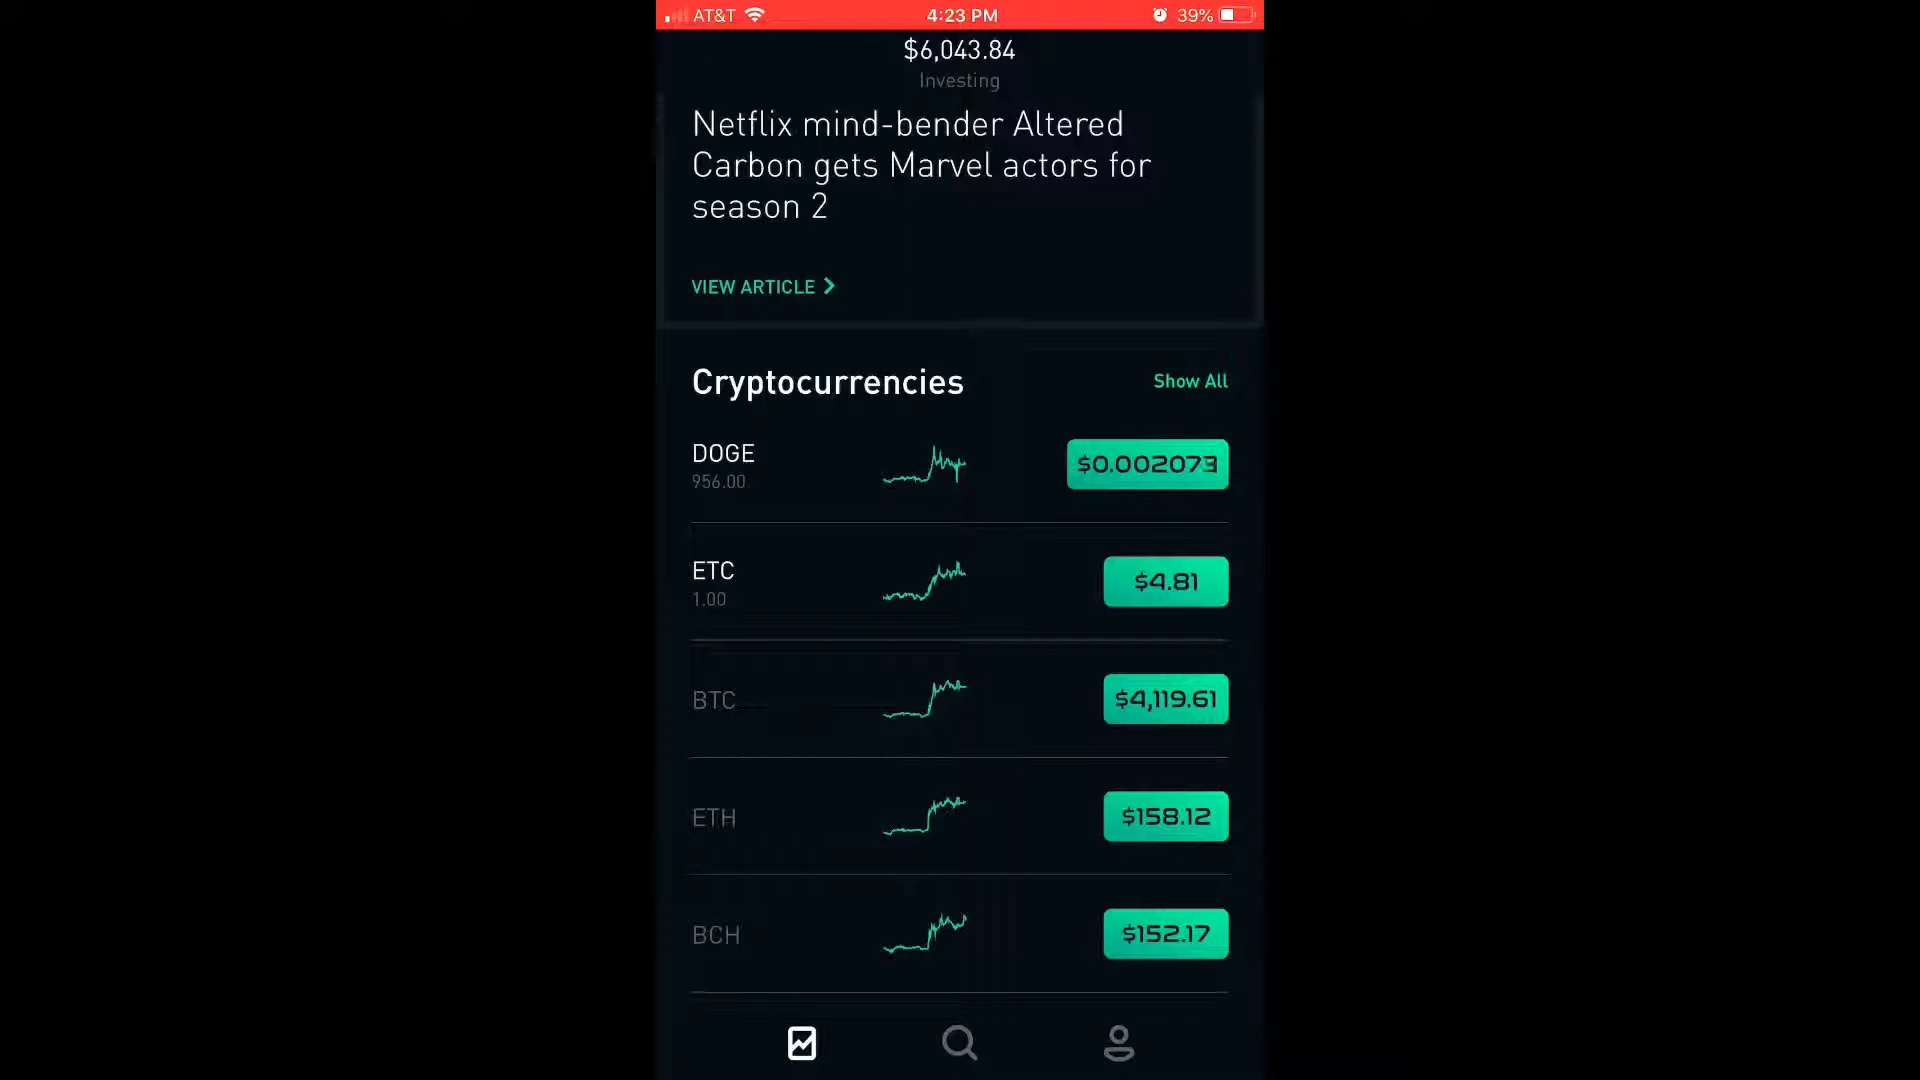 AT&T 4:23 PM 39%
$6,043.84
Investing
Netflix mind-bender Altered
Carbon gets Marvel actors for
season 2
VIEW ARTICLE
Cryptocurrencies Show All
DOGE
956.00
$0.002073
ETC
1.00
$4.81
BTC $4,119.61
ETH $158.12
BCH $152.17